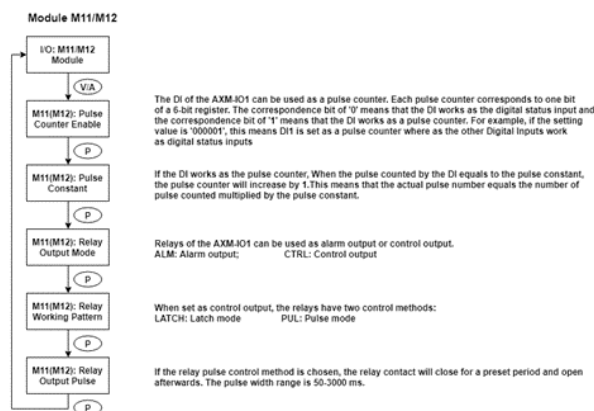 Module M11/M12
I/O: M11/M12
Module
V/A
M11(M12): Pulse
Counter Enable
The DI of the AXM-IO1 can be used as a pulse counter. Each pulse counter corresponds to one bit
of a 6-bit register. The correspondence bit of '0' means that the DI works as the digital status input and
the correspondence bit of '1' means that the DI works as a pulse counter. For example, if the setting
value is '000001', this means DI1 is set as a pulse counter where as the other Digital Inputs work
as digital status inputs
P
M11(M12): Pulse
Constant
If the DI works as the pulse counter, When the pulse counted by the DI equals to the pulse constant,
the pulse counter will increase by 1.This means that the actual pulse number equals the number of
pulse counted multiplied by the pulse constant.
P
M11(M12): Relay
Output Mode
Relays of the AXM-IO1 can be used as alarm output or control output.
ALM: Alarm output; CTRL: Control output
P
M11(M12): Relay
Working Pattern
When set as control output, the relays have two control methods:
LATCH: Latch mode PUL: Pulse mode
P
M11(M12): Relay
Output Pulse
If the relay pulse control method is chosen, the relay contact will close for a preset period and open
afterwards. The pulse width range is 50-3000 ms.
P